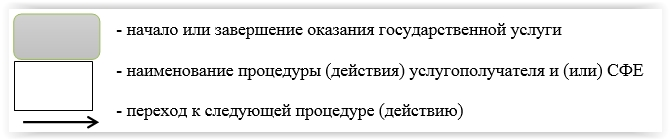 - начало или завершение оказания государственной услуги
- наименование процедуры (действия) услугополучателя и (или) СФЕ
- переход к следующей процедуре (действию)